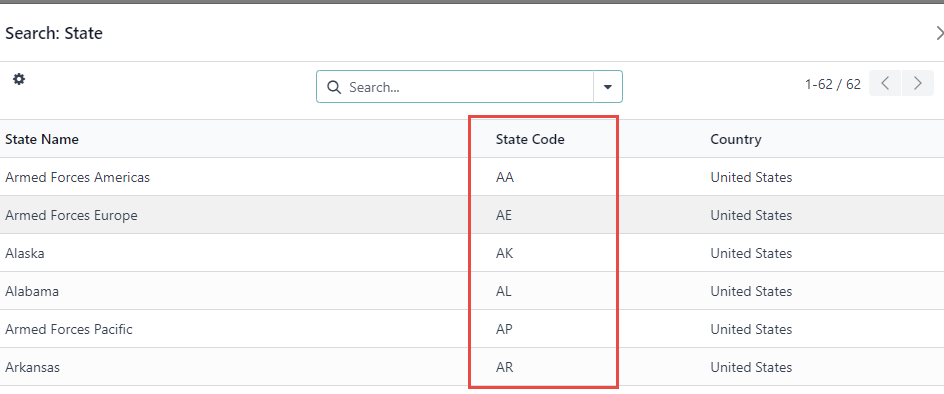 Search: State
Search...
1-62 / 62
State Name State Code Country
Armed Forces Americas AA United States
Armed Forces Europe AE United States
Alaska AK United States
Alabama AL United States
Armed Forces Pacific AP United States
Arkansas AR United States